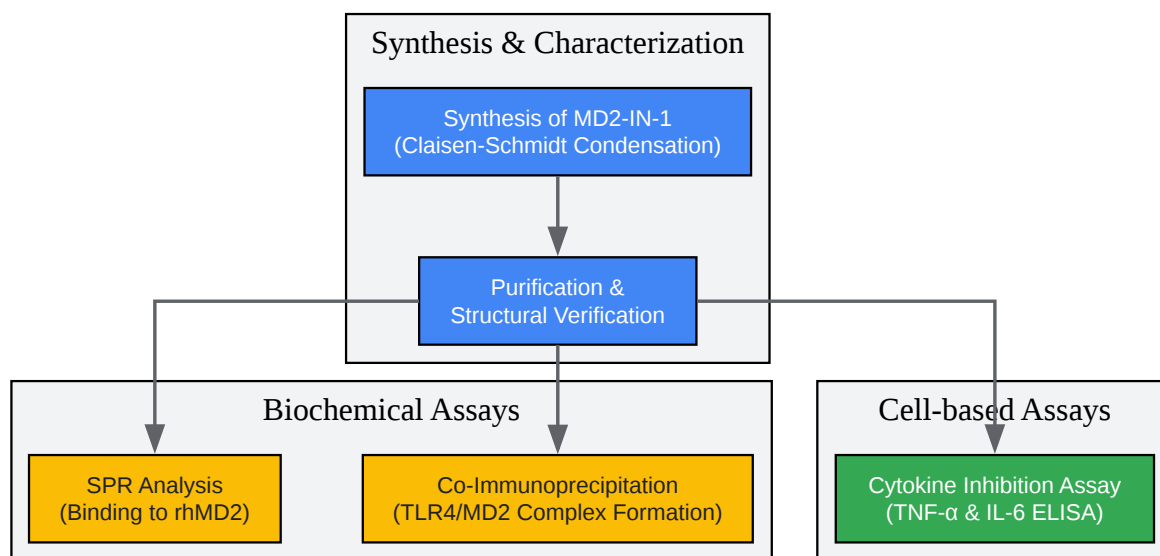 Synthesis & Characterization
Synthesis of MD2-IN-1
(Claisen-Schmidt Condensation)
Purification &
Structural Verification
Biochemical Assays
Cell-based Assays
SPR Analysis
(Binding to rhMD2)
Co-Immunoprecipitation
(TLR4/MD2 Complex Formation)
Cytokine Inhibition Assay
(TNF-α & IL-6 ELISA)